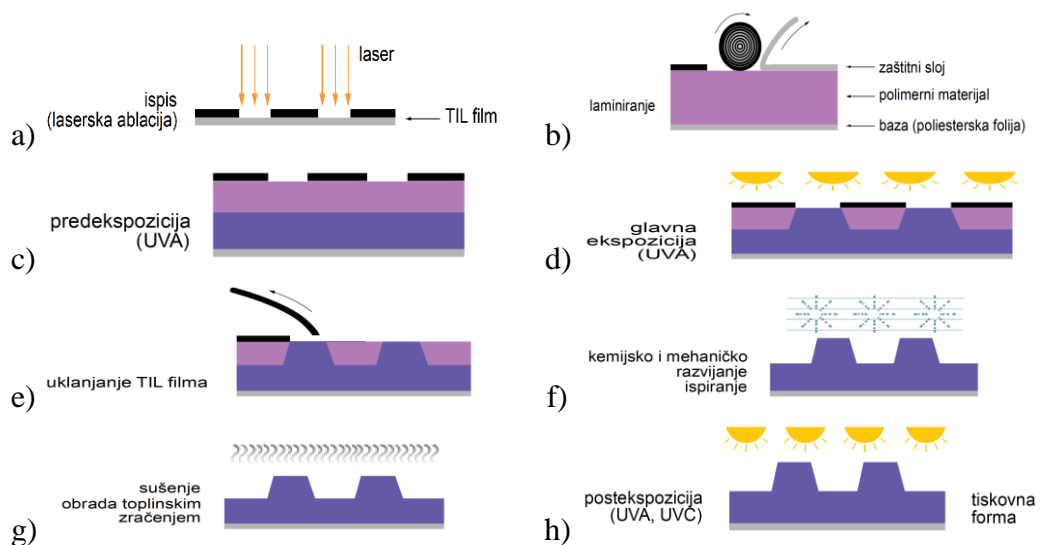 laser
ispis
(laserska ablacija)
TIL film
a)
zaštitni sloj
laminiranje
polimerni materijal
baza (poliesterska folija)
b)
predekspozicija
(UVA)
c)
glavna
ekspozicija
(UVA)
d)
uklanjanje TIL filma
e)
kemijsko i mehaničko
razvijanje
ispiranje
f)
sušenje
obrada toplinskim
zračenjem
g)
postekspozicija
(UVA, UVC)
tiskovna
forma
h)